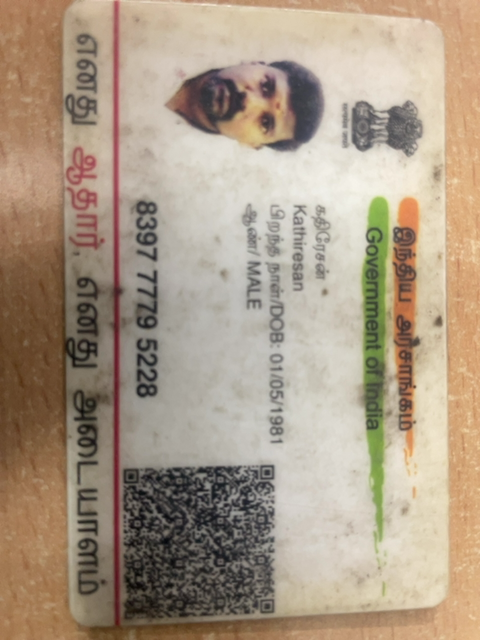 இந்திய அரசாங்கம்
Government of India
கதிரேசன்
Kathiresan
பிறந்த நாள்/DOB: 01/05/1981
ஆண்/ MALE
8397 7779 5228
எனது ஆதார், எனது அடையாளம்